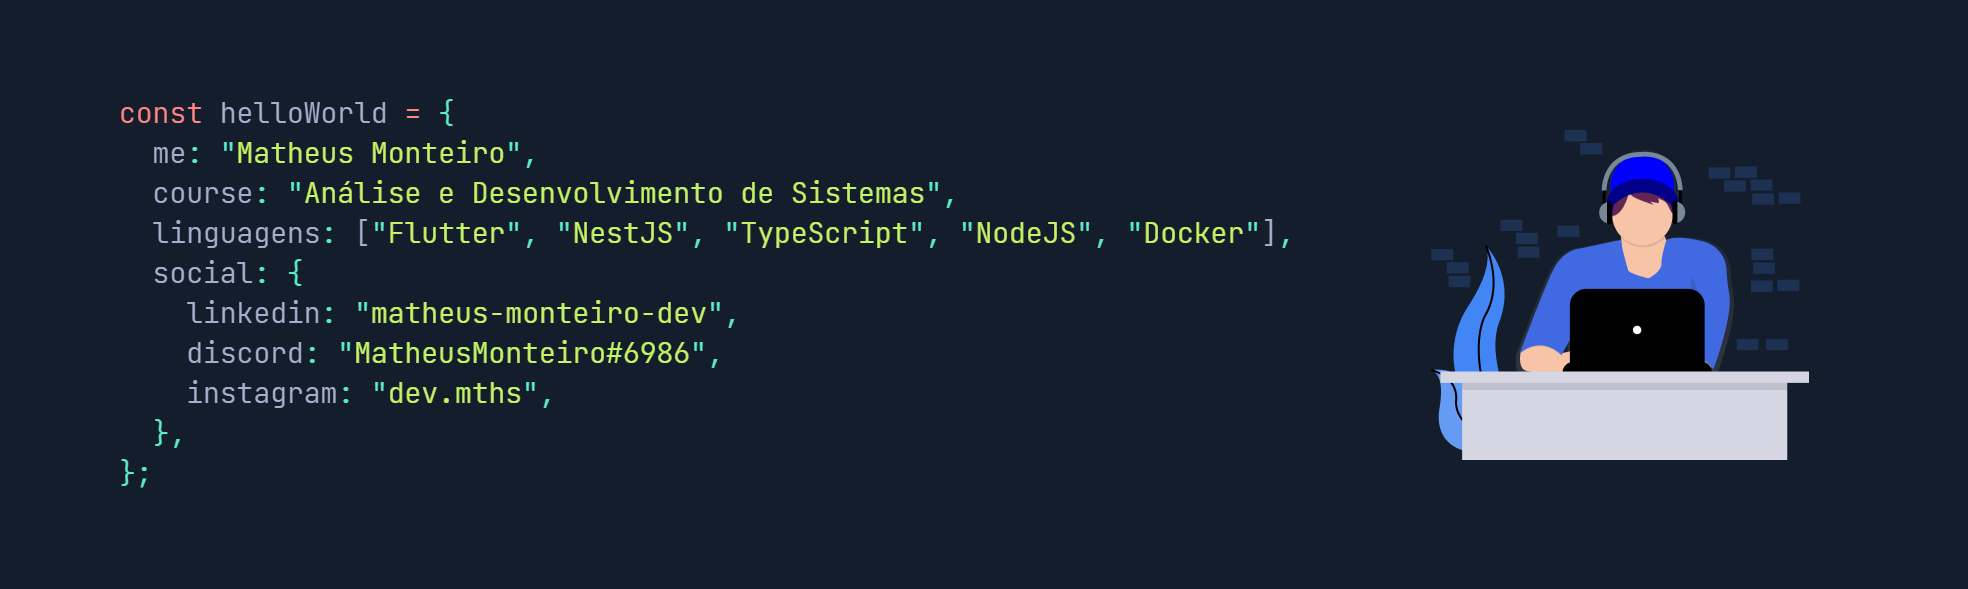 const helloWorld = {
  me: "Matheus Monteiro",
  course: "Análise e Desenvolvimento de Sistemas",
  linguagens: ["Flutter", "NestJS", "TypeScript", "NodeJS", "Docker"],
  social: {
    linkedin: "matheus-monteiro-dev",
    discord: "MatheusMonteiro#6986",
    instagram: "dev.mths",
  },
};